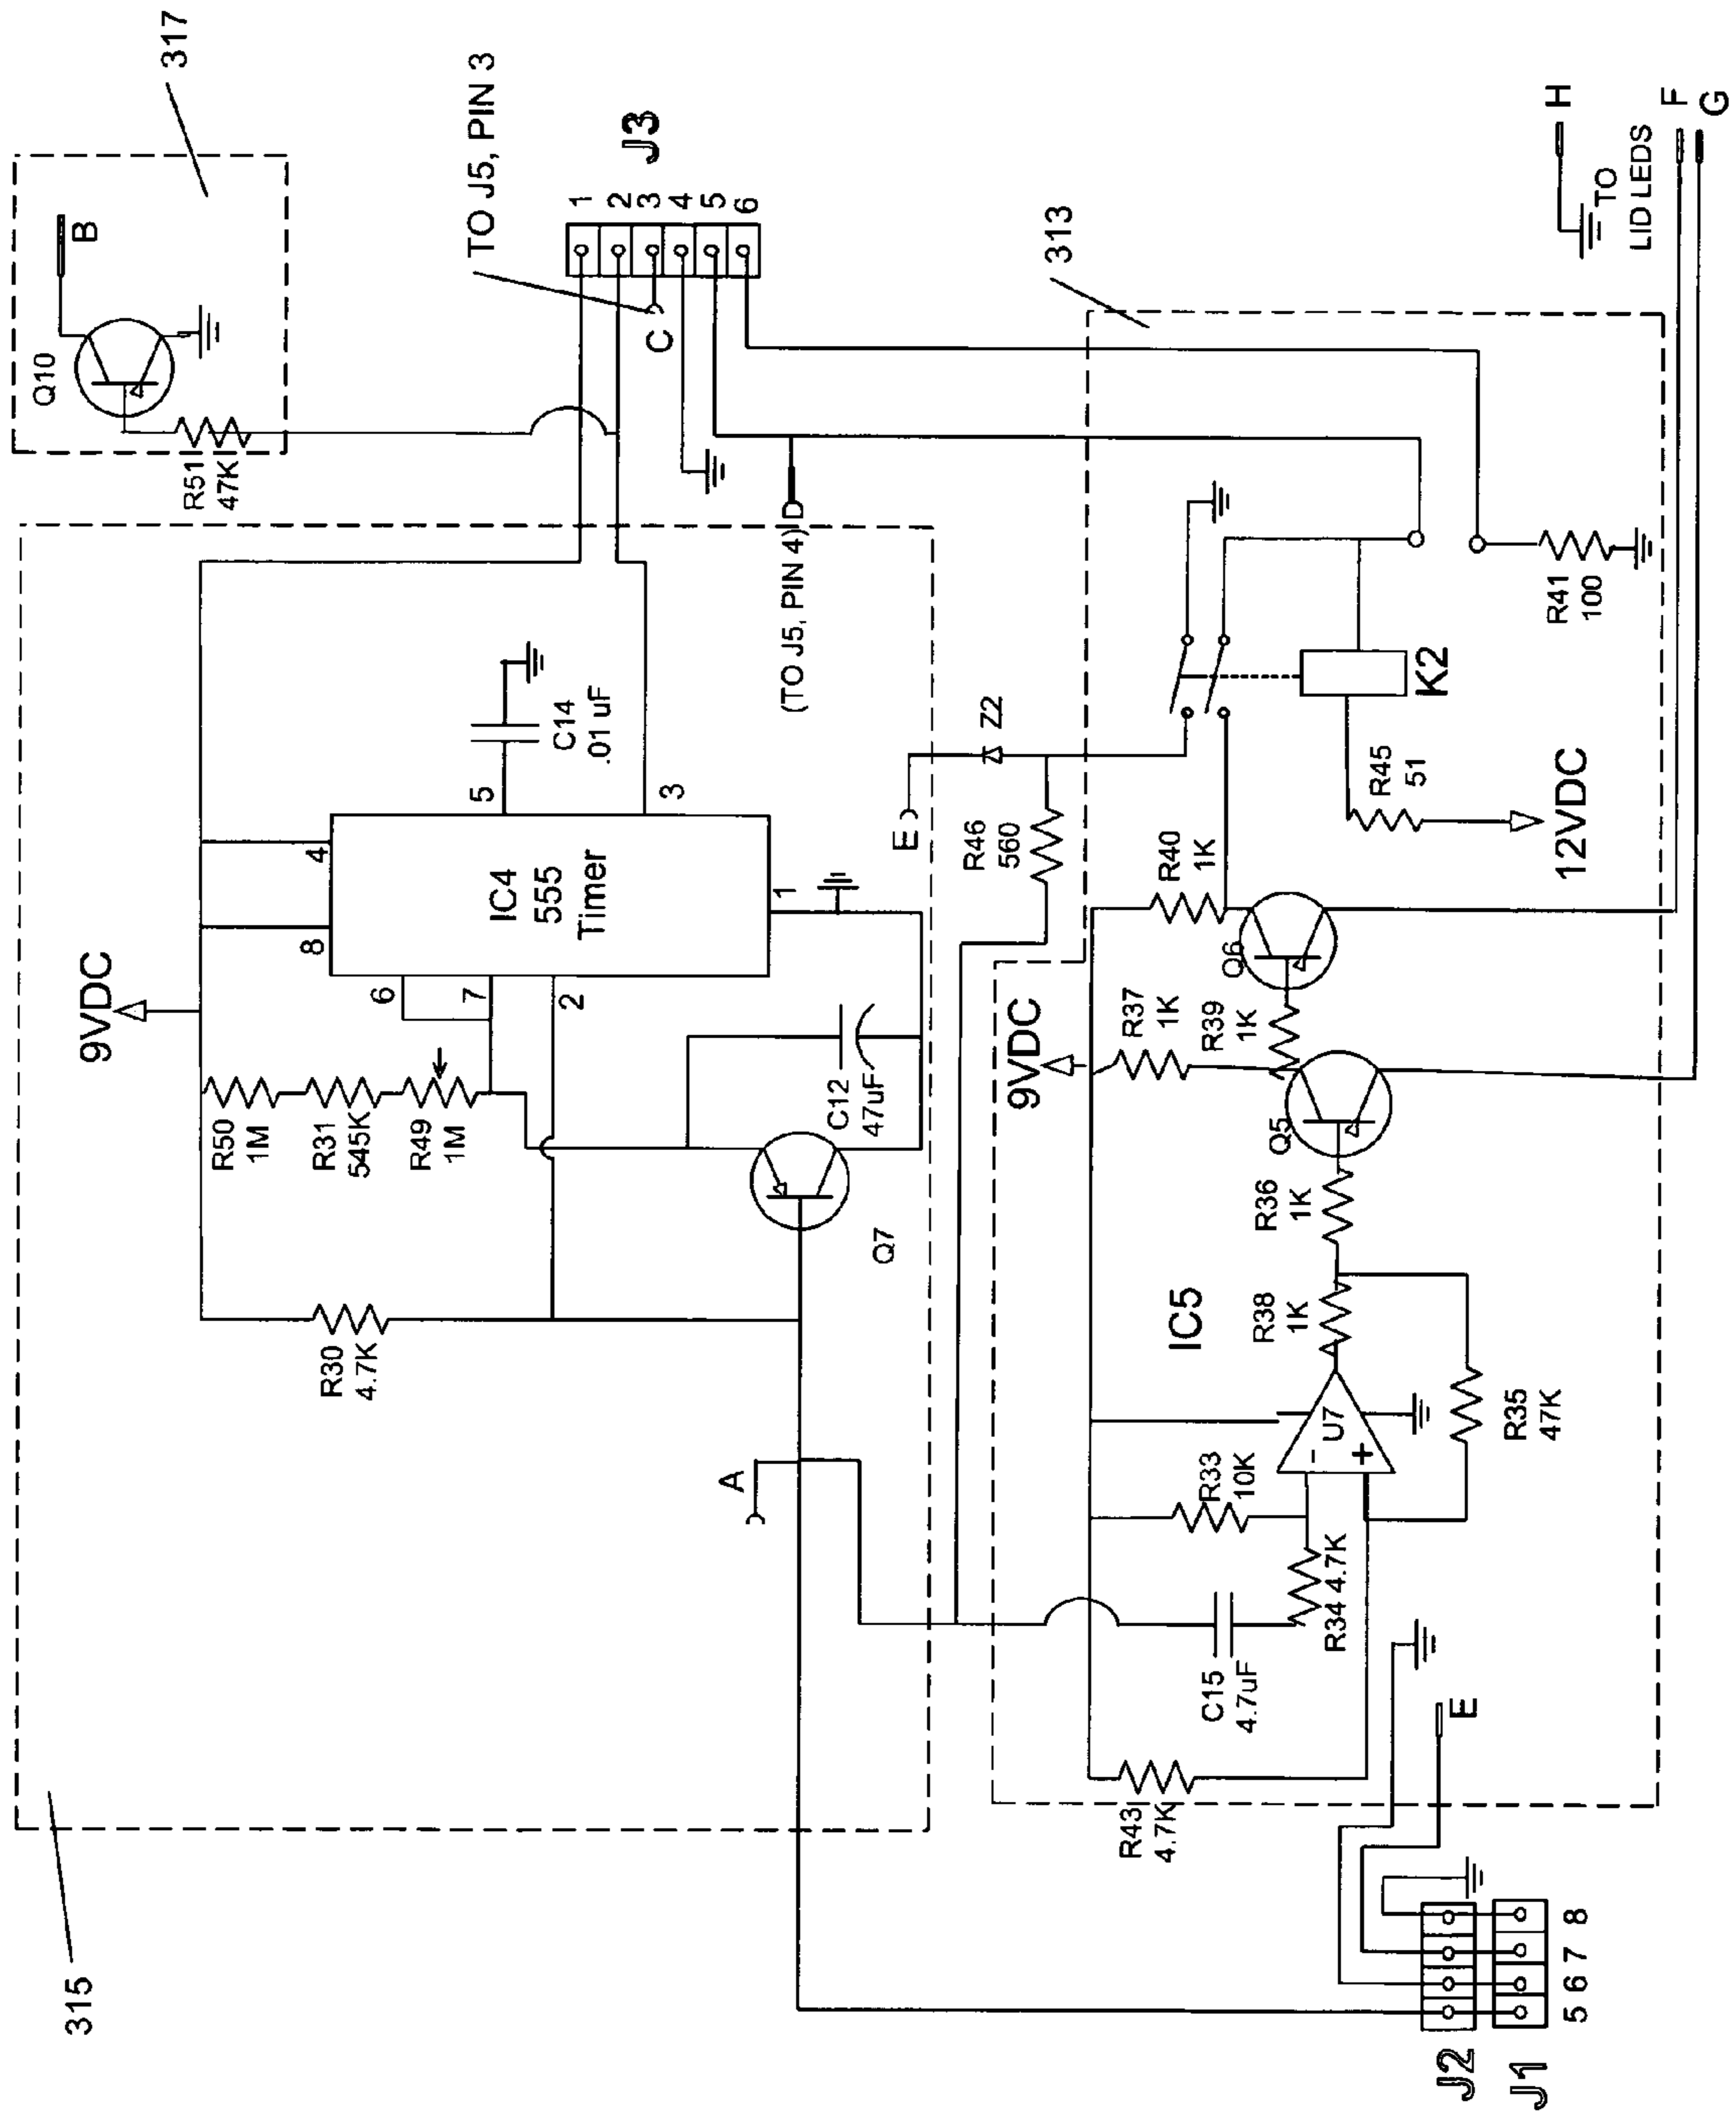 315
9VDC
R50
1M
R31
545K
R49
1M
R30
4.7K
6
7
2
8
4
IC4
555
Timer
5
3
1
C14
.01 uF
C12
47uF
Q7
A
317
B
Q10
R51
47K
TO J5, PIN 3
J3
1
2
3
4
5
6
C
D
(TO J5, PIN 4)
E
Z2
R46
560
313
9VDC
R37
1K
R39
1K
R40
1K
Q6
Q5
R36
1K
R38
1K
IC5
U7
-
+
R33
10K
R34 4.7K
R35
47K
C15
4.7uF
R43
4.7K
K2
R45
51
12VDC
R41
100
H
TO
LID LEDS
F
G
E
J2
J1
5
6
7
8